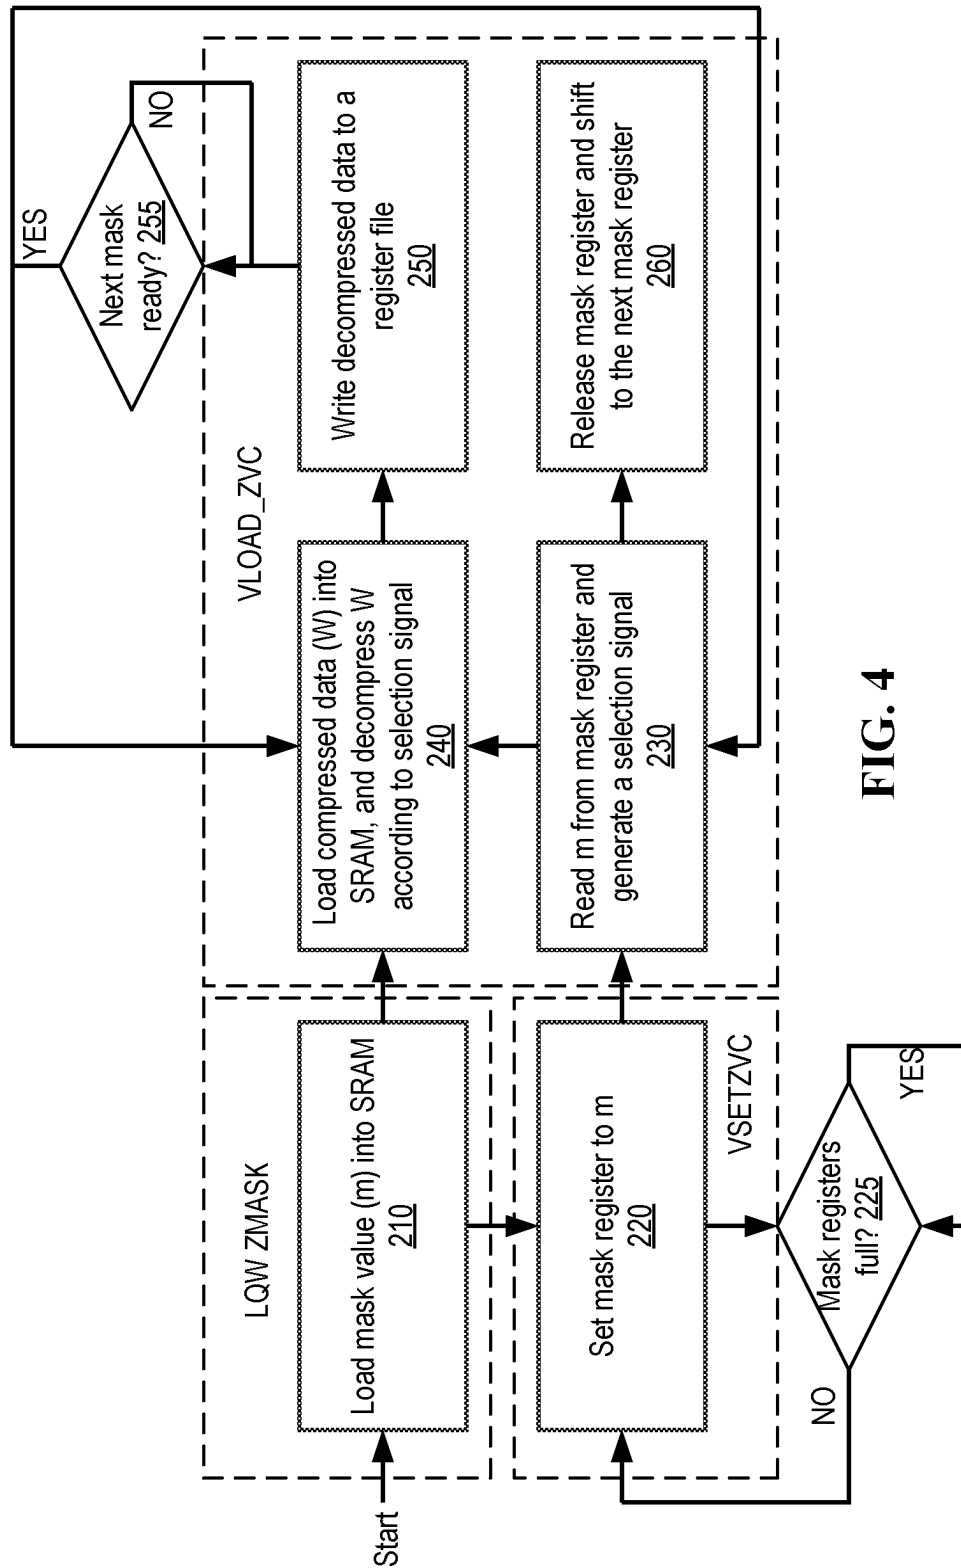 Start
LQW ZMASK
Load mask value (m) into SRAM
210
Set mask register to m
220
VSETZVC
Mask registers
full? 225
NO
YES
VLOAD_ZVC
Load compressed data (W) into
SRAM, and decompress W
according to selection signal
240
Write decompressed data to a
register file
250
Read m from mask register and
generate a selection signal
230
Release mask register and shift
to the next mask register
260
Next mask
ready? 255
YES
NO
FIG. 4